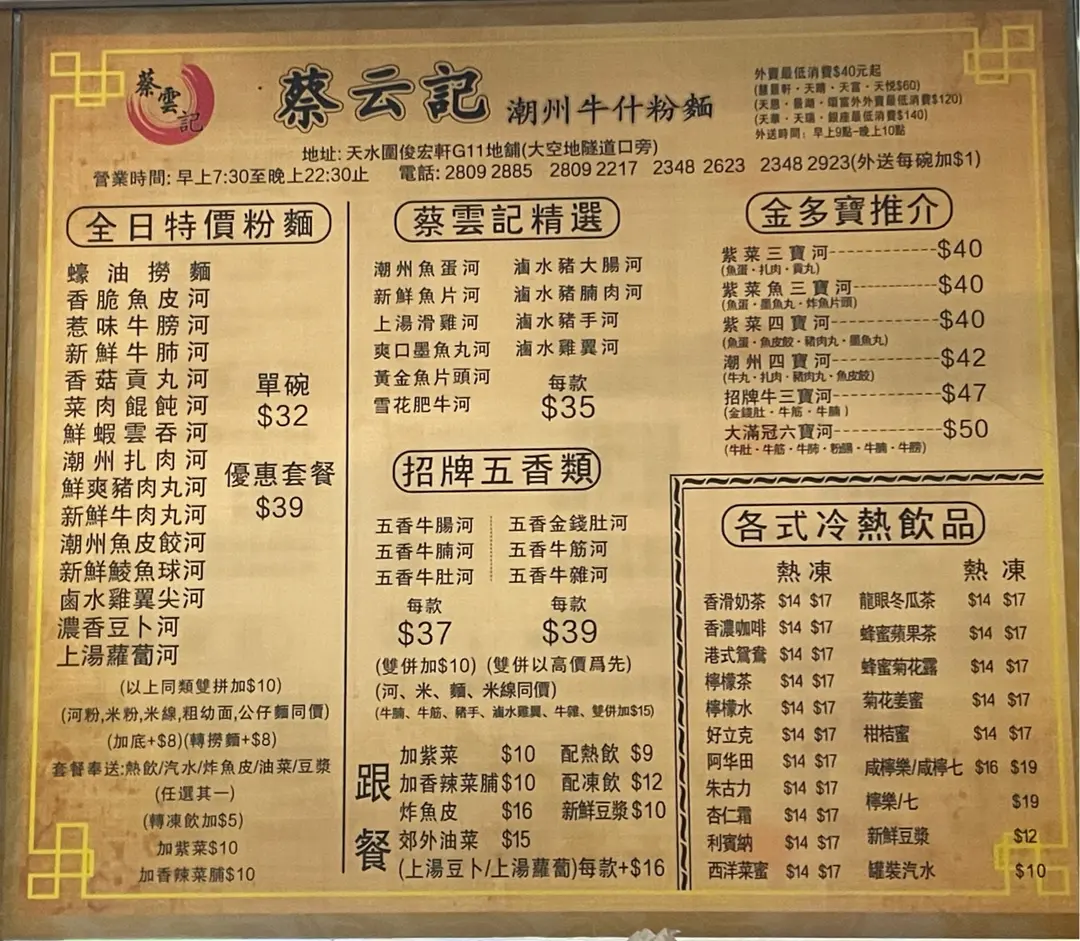 蔡雲記
蔡云記 潮州牛什粉麵
外賣最低消費$40元起
(慧景軒·天晴·天富·天悅$60)
(天恩·景湖·頌富外外賣最低消費$120)
(天華·天瑞·銀座最低消費$140)
外送時間：早上9點-晚上10點
地址: 天水圍俊宏軒G11地舖(大空地隧道口旁)
營業時間: 早上7:30至晚上22:30止 電話: 2809 2885 2809 2217 2348 2623 2348 2923(外送每碗加$1)
全日特價粉麵
蠔油撈麵
香脆魚皮河
惹味牛膀河
新鮮牛肺河
香菇貢丸河
菜肉餛飩河
鮮蝦雲吞河
潮州扎肉河
鮮爽豬肉丸河
新鮮牛肉丸河
潮州魚皮餃河
新鮮鯪魚球河
鹵水雞翼尖河
濃香豆卜河
上湯蘿蔔河
單碗
$32
優惠套餐
$39
(以上同類雙拼加$10)
(河粉,米粉,米線,粗幼面,公仔麵同價)
(加底+$8)(轉撈麵+$8)
套餐奉送:熱飲/汽水/炸魚皮/油菜/豆漿
(任選其一)
(轉凍飲加$5)
加紫菜$10
加香辣菜脯$10
蔡雲記精選
潮州魚蛋河 滷水豬大腸河
新鮮魚片河 滷水豬腩肉河
上湯滑雞河 滷水豬手河
爽口墨魚丸河 滷水雞翼河
黃金魚片頭河
雪花肥牛河
每款
$35
招牌五香類
五香牛腸河 五香金錢肚河
五香牛腩河 五香牛筋河
五香牛肚河 五香牛雜河
每款 每款
$37 $39
(雙併加$10) (雙併以高價爲先)
(河、米、麵、米線同價)
(牛腩、牛筋、豬手、滷水雞翼、牛雜、雙併加$15)
跟餐
加紫菜 $10 配熱飲 $9
加香辣菜脯$10 配凍飲 $12
炸魚皮 $16 新鮮豆漿$10
郊外油菜 $15
(上湯豆卜/上湯蘿蔔)每款+$16
金多寶推介
紫菜三寶河-----------$40
(魚蛋·扎肉·貢丸)
紫菜魚三寶河--------$40
(魚蛋·墨魚丸·炸魚片頭)
紫菜四寶河-----------$40
(魚蛋·魚皮餃·豬肉丸·墨魚丸)
潮州四寶河-----------$42
(牛丸·扎肉·豬肉丸·魚皮餃)
招牌牛三寶河---------$47
(金錢肚·牛筋·牛腩)
大滿冠六寶河---------$50
(牛肚·牛筋·牛肺·粉腸·牛腩·牛膀)
各式冷熱飲品
熱 凍
香滑奶茶 $14 $17
香濃咖啡 $14 $17
港式鴛鴦 $14 $17
檸檬茶 $14 $17
檸檬水 $14 $17
好立克 $14 $17
阿华田 $14 $17
朱古力 $14 $17
杏仁霜 $14 $17
利賓納 $14 $17
西洋菜蜜 $14 $17
熱 凍
龍眼冬瓜茶 $14 $17
蜂蜜蘋果茶 $14 $17
蜂蜜菊花露 $14 $17
菊花姜蜜 $14 $17
柑桔蜜 $14 $17
咸檸樂/咸檸七 $16 $19
檸樂/七 $19
新鮮豆漿 $12
罐裝汽水 $10